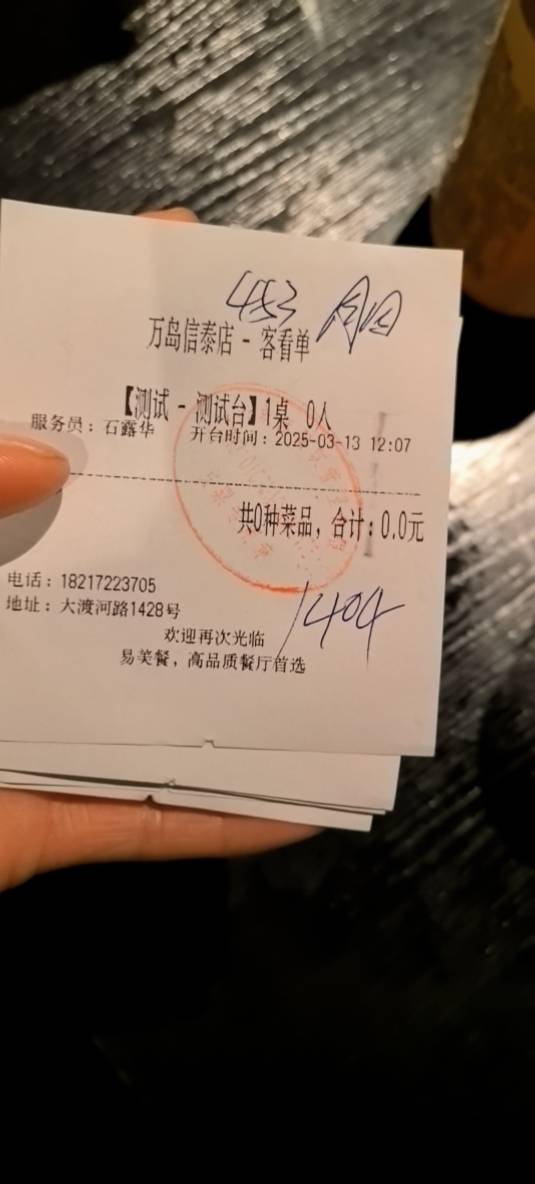 453
万岛信泰店 - 客看单
【测试 - 测试台】1桌 0人
服务员：石露华 开台时间：2025-03-13 12:07
共0种菜品，合计：0.0元
电话：18217223705
地址：大渡河路1428号
1404
欢迎再次光临
易美餐，高品质餐厅首选